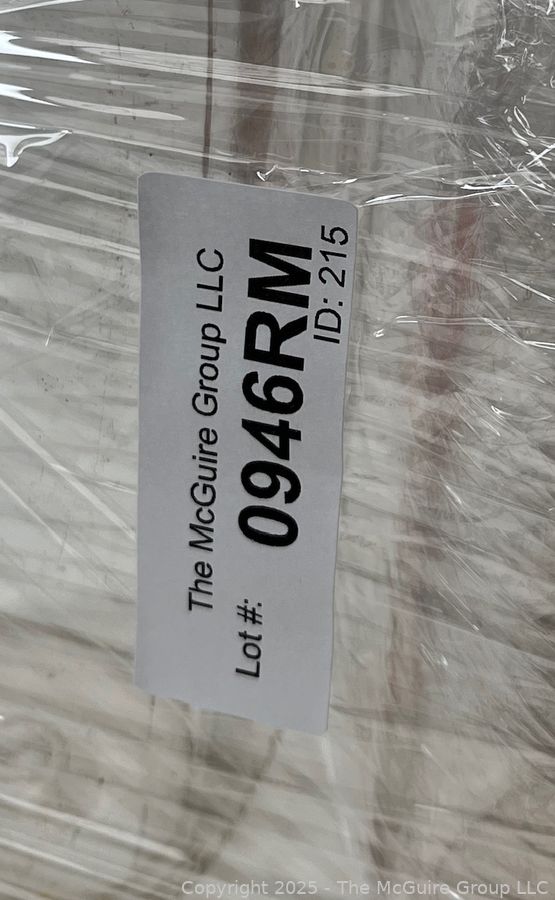 The McGuire Group LLC
Lot #: 0946RM
ID: 215
Copyright 2025 - The McGuire Group LLC